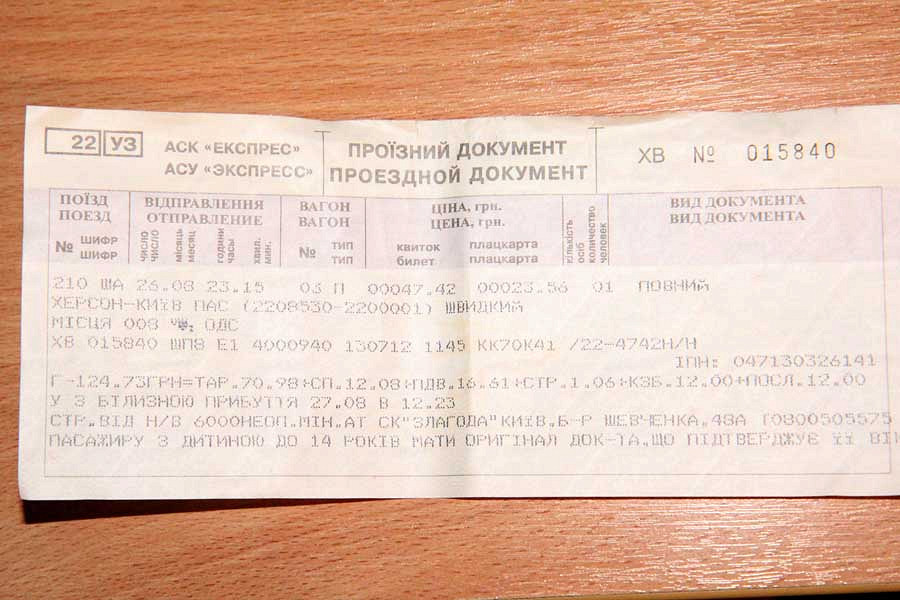 22 УЗ АСК «ЕКСПРЕС» ПРОЇЗНИЙ ДОКУМЕНТ ХВ № 015840
АСУ «ЭКСПРЕСС» ПРОЕЗДНОЙ ДОКУМЕНТ
ПОЇЗД ВІДПРАВЛЕННЯ ВАГОН ЦІНА, грн. ВИД ДОКУМЕНТА
ПОЕЗД ОТПРАВЛЕНИЕ ВАГОН ЦЕНА, грн. ВИД ДОКУМЕНТА
№ ШИФР число місяць години хвил. № ТИП квиток плацкарта кількість осіб
ШИФР число месяц часы мин. ТИП билет плацкарта количество человек
210 ША 26.08 23.15 03 П 00047.42 00023.56 01 ПОВНИЙ
ХЕРСОН-КИЇВ ПАС (2208530-2200001) ШВИДКИЙ
МІСЦЯ 008 ОДС
ХВ 015840 ШП8 Е1 4000940 130712 1145 КК70К41 /22-4742Н/Н
ІПН: 047130326141
Г-124.73ГРН=ТАР.70.98+СП.12.08+ПДВ.16.61+СТР.1.06+КЗБ.12.00+ПОСЛ.12.00
У З БІЛИЗНОЮ ПРИБУТТЯ 27.08 В 12.23
СТР.ВІД Н/В 6000НЕОП.МІН.АТ СК"ЗЛАГОДА"КИЇВ.Б-Р ШЕВЧЕНКА.48А Т0800505575
ПАСАЖИРУ З ДИТИНОЮ ДО 14 РОКІВ МАТИ ОРИГІНАЛ ДОК-ТА,ЩО ПІДТВЕРДЖУЄ ЇЇ ВІК